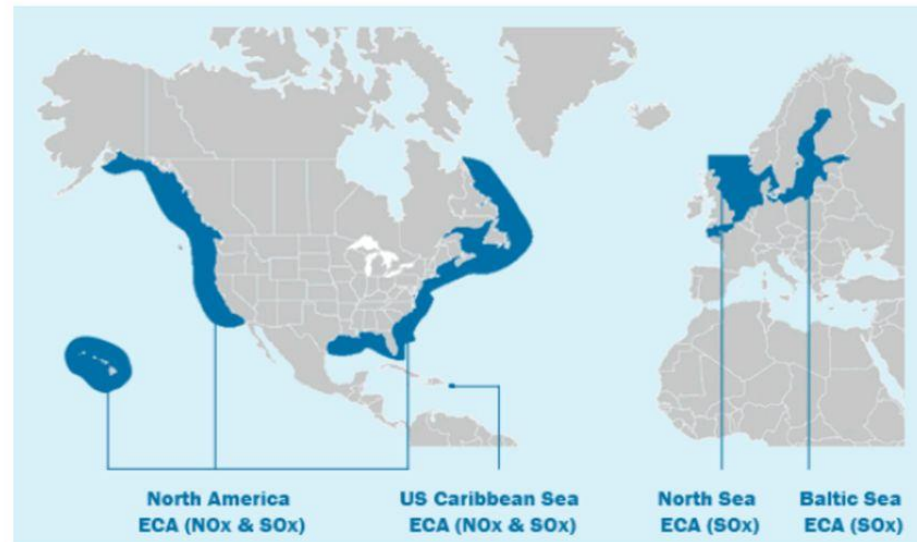 North America
ECA (NOx & SOx)
US Caribbean Sea
ECA (NOx & SOx)
North Sea
ECA (SOx)
Baltic Sea
ECA (SOx)